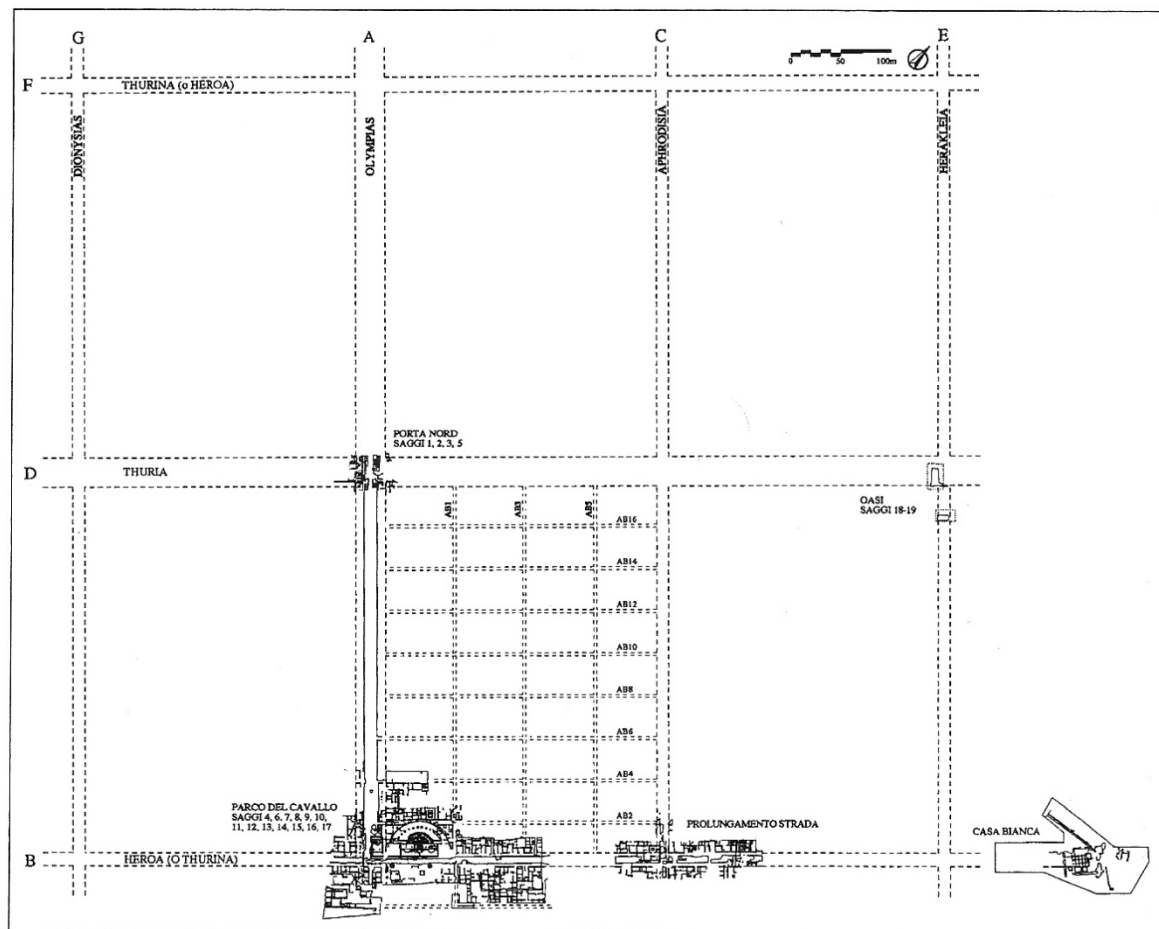 G
A
C
E
0 50 100m
F
THURINA (o HEROA)
DIONYSIAS
OLYMPIAS
APHRODISIA
HERAKLEIA
PORTA NORD
SAGGI 1, 2, 3, 5
D
THURIA
OASI
SAGGI 18-19
AB1
AB3
AB5
AB16
AB14
AB12
AB10
AB8
AB6
AB4
AB2
PARCO DEL CAVALLO
SAGGI 4, 6, 7, 8, 9, 10,
11, 12, 13, 14, 15, 16, 17
PROLUNGAMENTO STRADA
CASA BIANCA
B
HEROA (O THURINA)